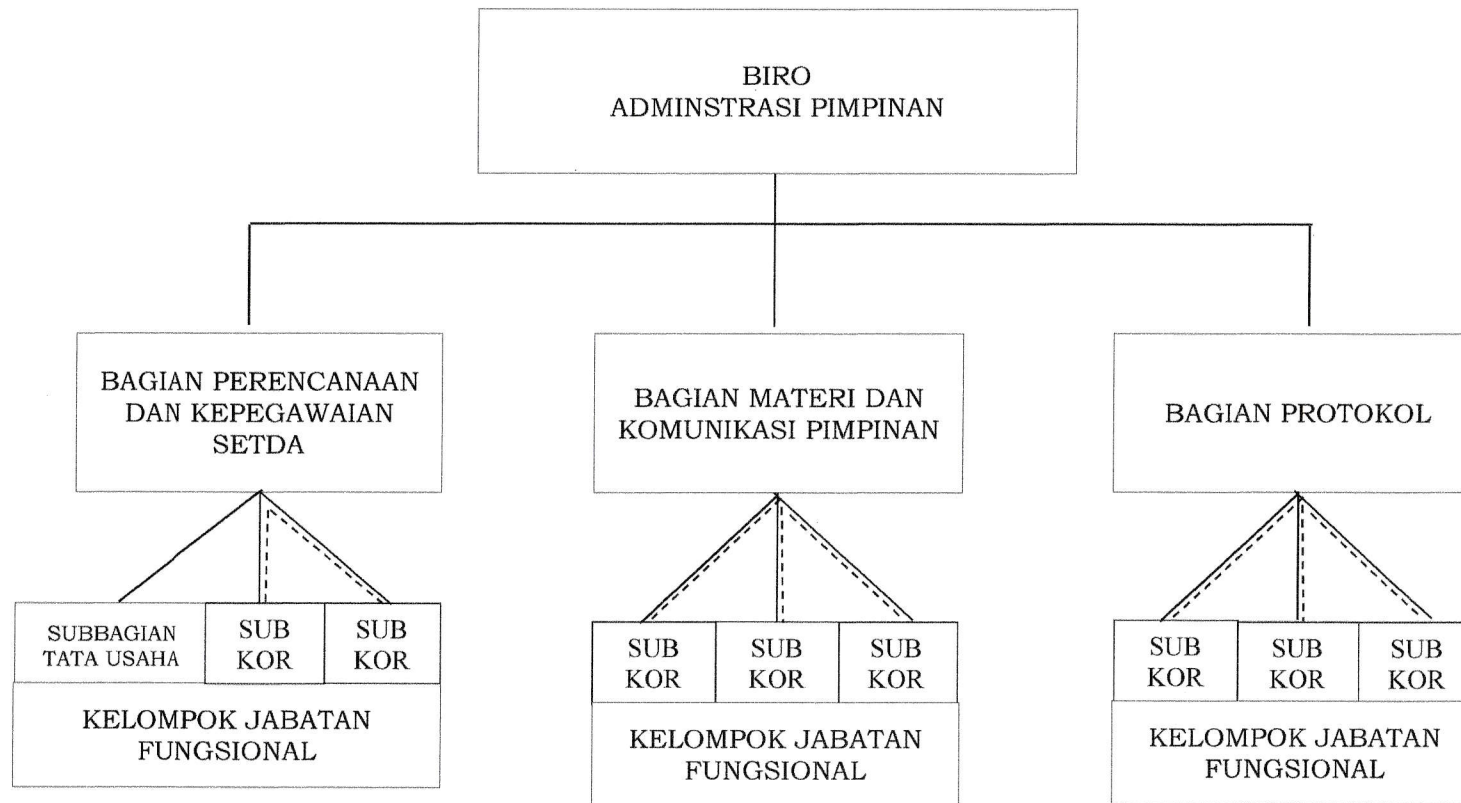 BIRO
ADMINSTRASI PIMPINAN
BAGIAN PERENCANAAN
DAN KEPEGAWAIAN
SETDA
BAGIAN MATERI DAN
KOMUNIKASI PIMPINAN
BAGIAN PROTOKOL
SUBBAGIAN
TATA USAHA
SUB
KOR
SUB
KOR
KELOMPOK JABATAN
FUNGSIONAL
SUB
KOR
SUB
KOR
SUB
KOR
KELOMPOK JABATAN
FUNGSIONAL
SUB
KOR
SUB
KOR
SUB
KOR
KELOMPOK JABATAN
FUNGSIONAL